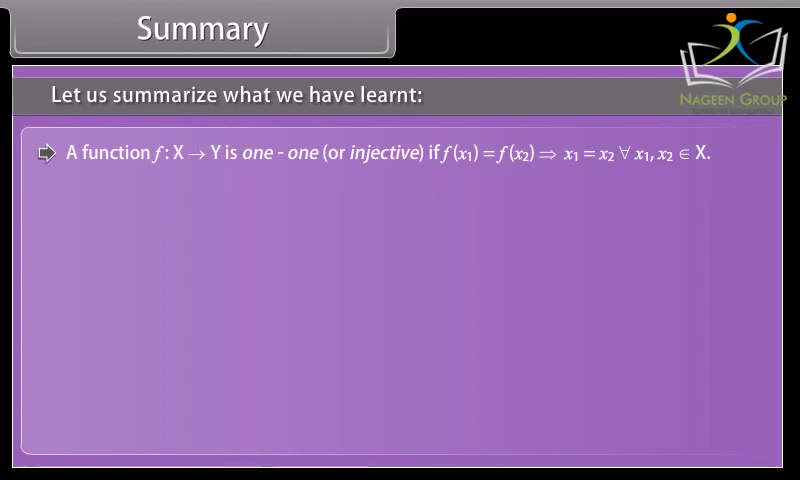 Summary
NAGEEN GROUP
Let us summarize what we have learnt:
A function f : X → Y is one - one (or injective) if f (x₁) = f (x₂) ⇒ x₁ = x₂ ∀ x₁, x₂ ∈ X.